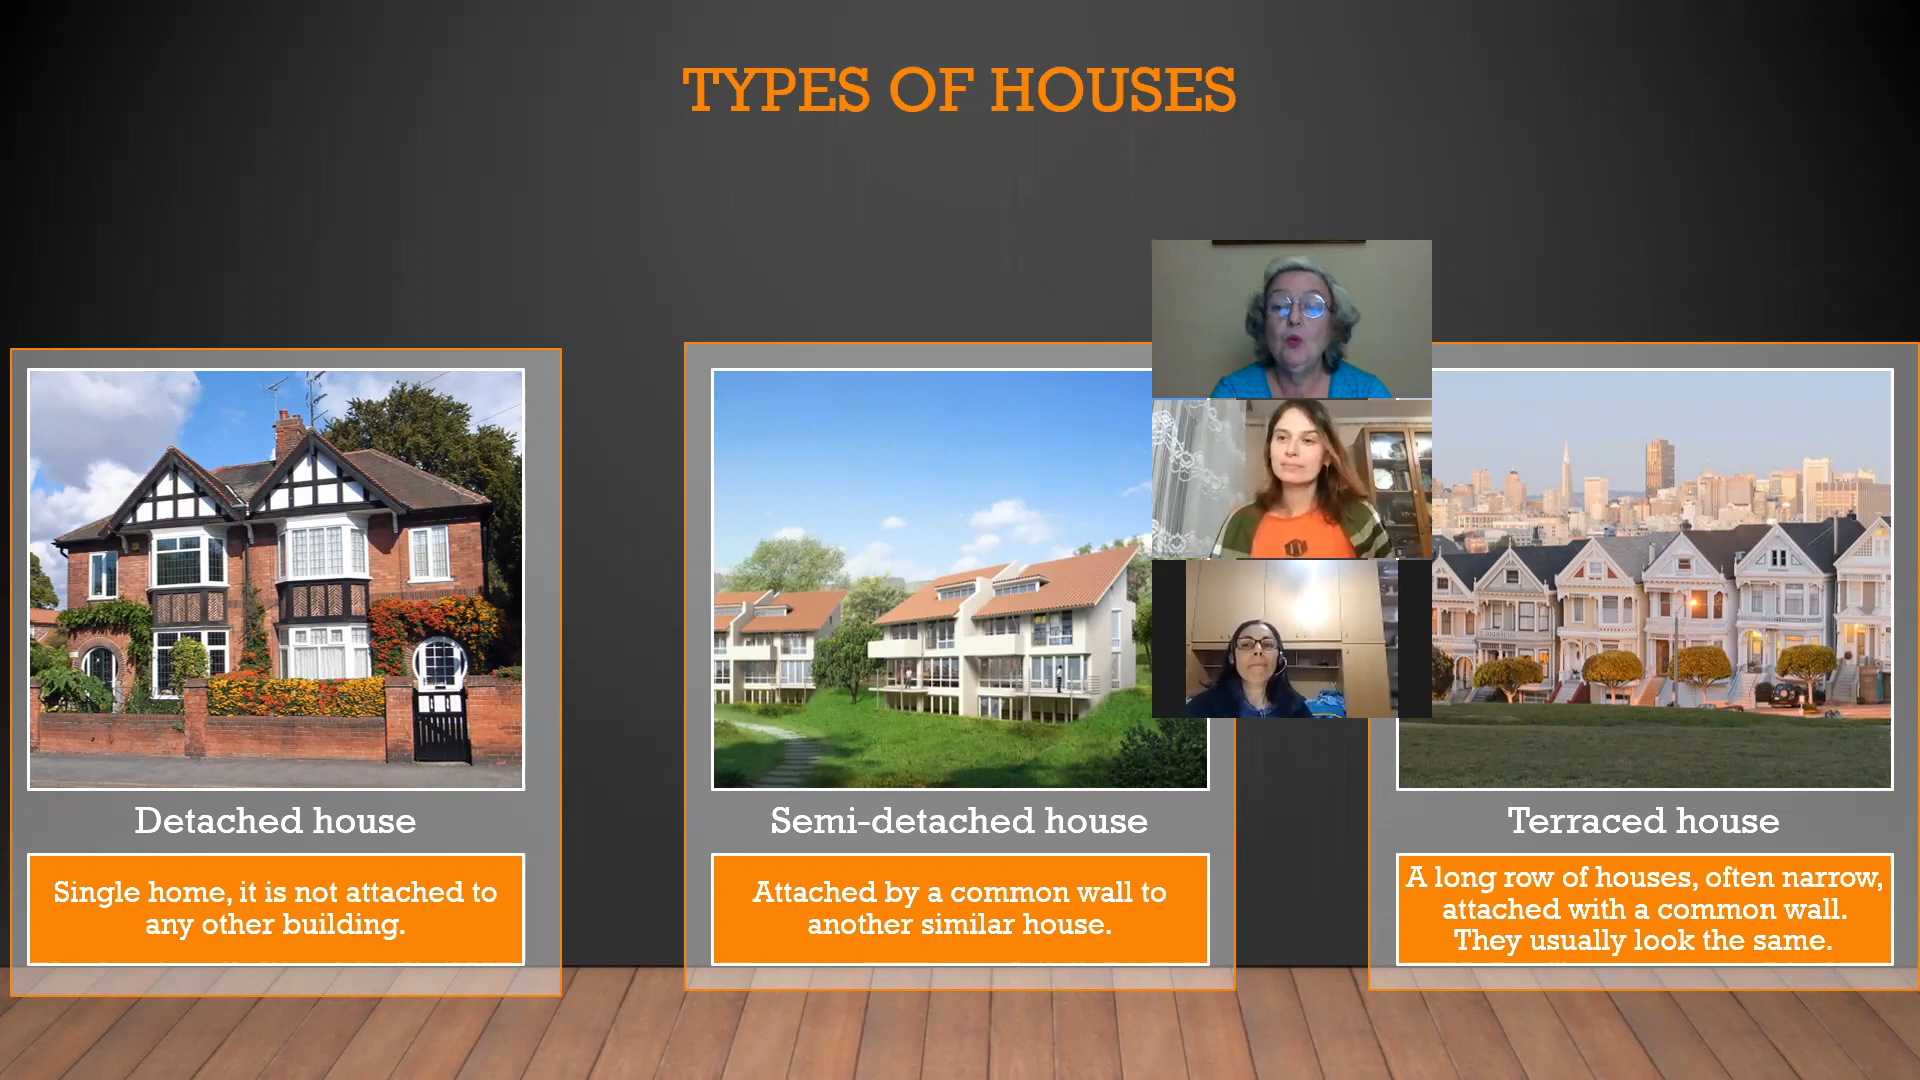 TYPES OF HOUSES
Detached house
Single home, it is not attached to
any other building.
Semi-detached house
Attached by a common wall to
another similar house.
Terraced house
A long row of houses, often narrow,
attached with a common wall.
They usually look the same.